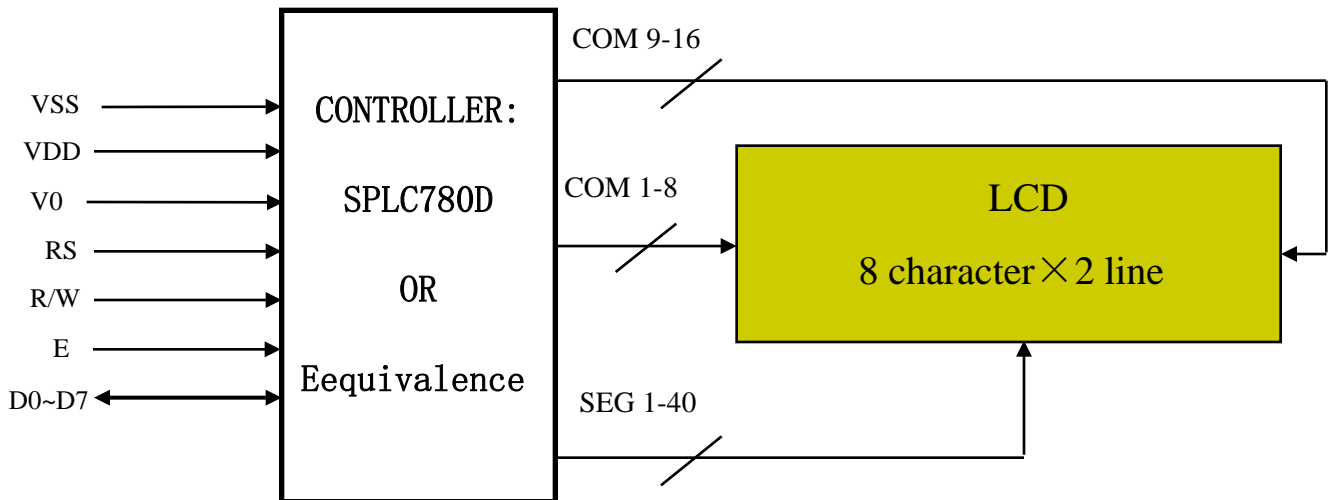 VSS
VDD
V0
RS
R/W
E
D0~D7
CONTROLLER:
SPLC780D
OR
Eequivalence
COM 9-16
COM 1-8
SEG 1-40
LCD
8 character×2 line